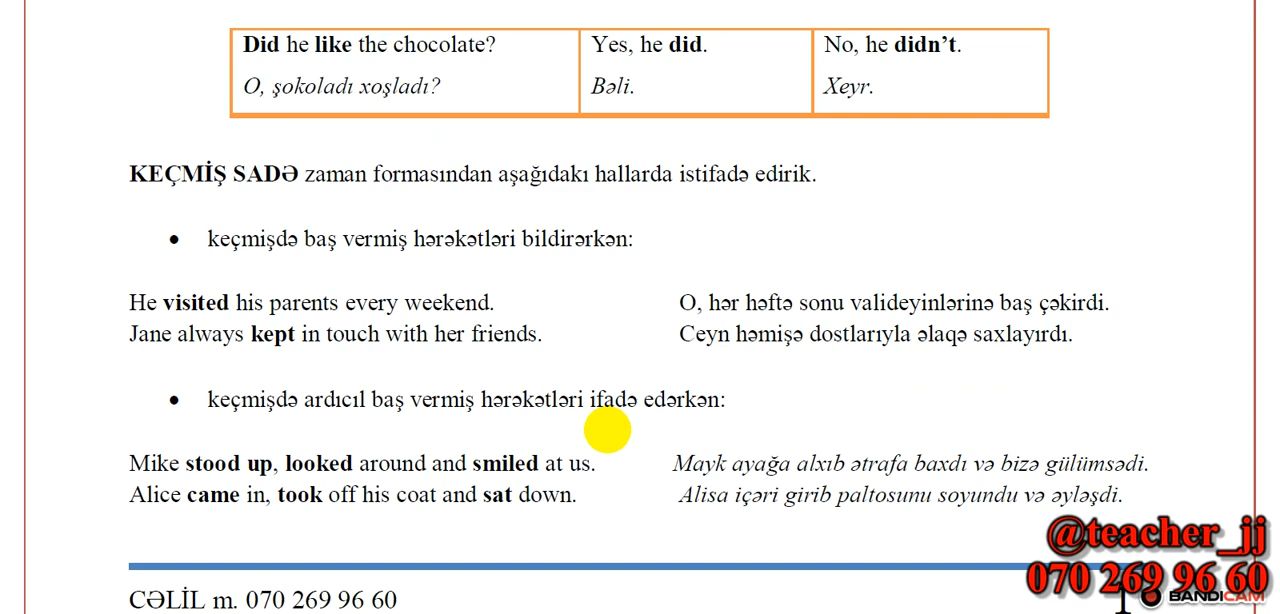 Did he like the chocolate? Yes, he did. No, he didn't.
O, şokoladı xoşladı? Bəli. Xeyr.
KEÇMİŞ SADƏ zaman formasından aşağıdakı hallarda istifadə edirik.
• keçmişdə baş vermiş hərəkətləri bildirərkən:
He visited his parents every weekend. O, hər həftə sonu valideyinlərinə baş çəkirdi.
Jane always kept in touch with her friends. Ceyn həmişə dostlarıyla əlaqə saxlayırdı.
• keçmişdə ardıcıl baş vermiş hərəkətləri ifadə edərkən:
Mike stood up, looked around and smiled at us. Mayk ayağa alxıb ətrafa baxdı və bizə gülümsədi.
Alice came in, took off his coat and sat down. Alisa içəri girib paltosunu soyundu və əyləşdi.
@teacher_jj
070 269 96 60
CƏLİL m. 070 269 96 60
BANDICAM